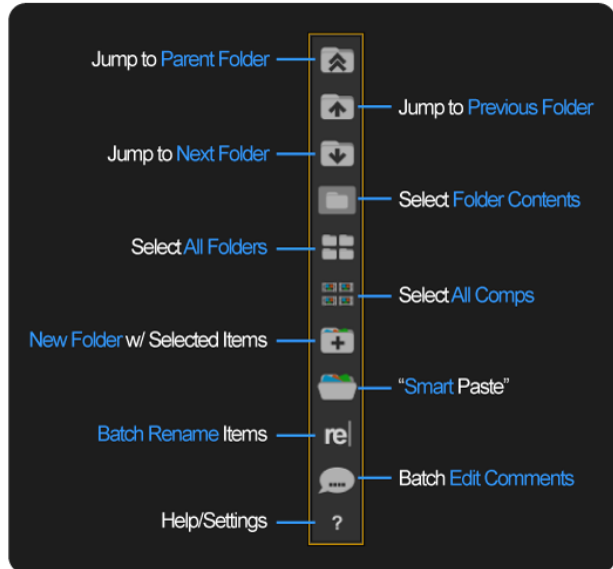 Jump to Parent Folder
Jump to Previous Folder
Jump to Next Folder
Select Folder Contents
Select All Folders
Select All Comps
New Folder w/ Selected Items
“Smart Paste”
Batch Rename Items
re
Batch Edit Comments
Help/Settings
?